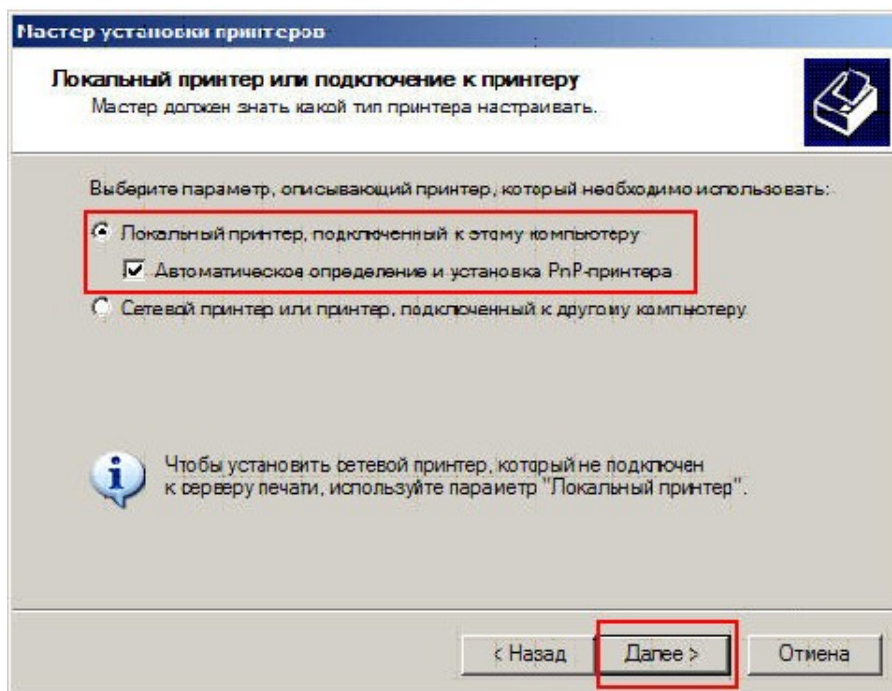 Мастер установки принтеров
Локальный принтер или подключение к принтеру
Мастер должен знать какой тип принтера настраивать.
Выберите параметр, описывающий принтер, который необходимо использовать:
Локальный принтер, подключенный к этому компьютеру
Автоматическое определение и установка PnP-принтера
Сетевой принтер или принтер, подключенный к другому компьютеру
Чтобы установить сетевой принтер, который не подключен
к серверу печати, используйте параметр "Локальный принтер".
< Назад
Далее >
Отмена